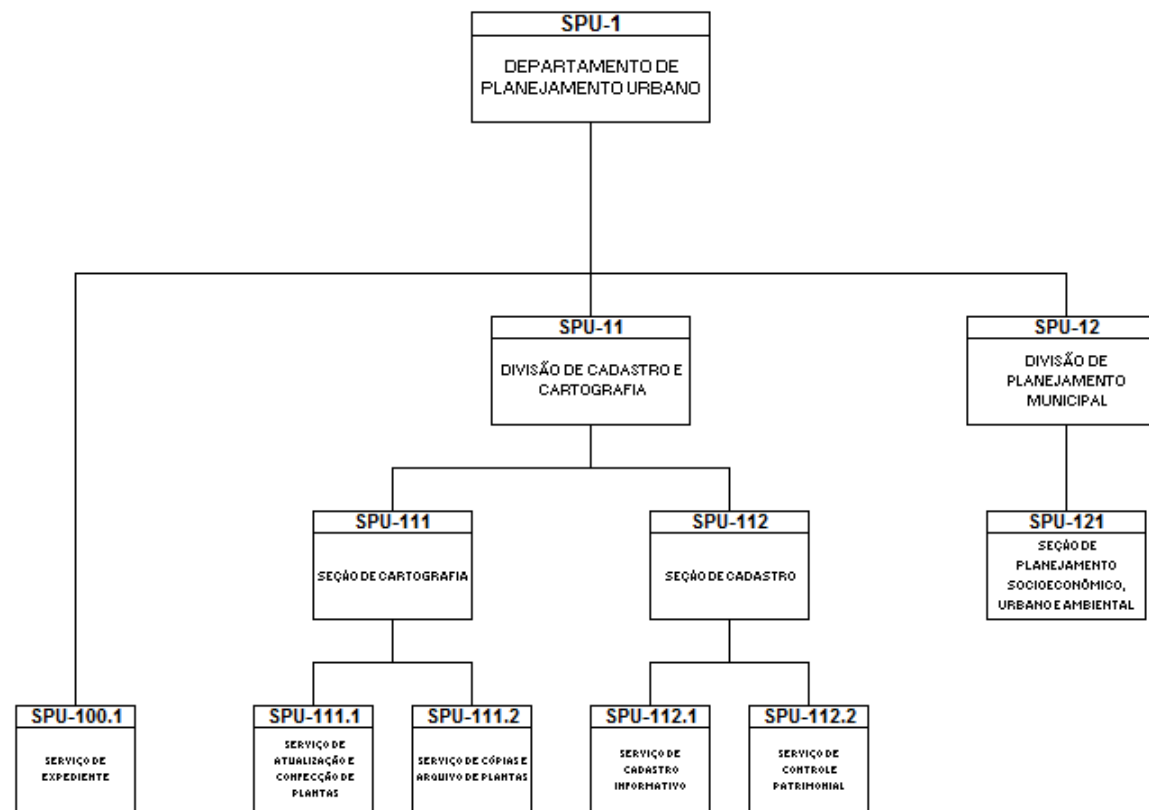 SPU-1
DEPARTAMENTO DE
PLANEJAMENTO URBANO
SPU-11
DIVISÃO DE CADASTRO E
CARTOGRAFIA
SPU-12
DIVISÃO DE
PLANEJAMENTO
MUNICIPAL
SPU-111
SEÇÃO DE CARTOGRAFIA
SPU-112
SEÇÃO DE CADASTRO
SPU-121
SEÇÃO DE
PLANEJAMENTO
SOCIOECONÔMICO,
URBANO E AMBIENTAL
SPU-100.1
SERVIÇO DE
EXPEDIENTE
SPU-111.1
SERVIÇO DE
ATUALIZAÇÃO E
CONFECÇÃO DE
PLANTAS
SPU-111.2
SERVIÇO DE CÓPIAS E
ARQUIVO DE PLANTAS
SPU-112.1
SERVIÇO DE
CADASTRO
INFORMATIVO
SPU-112.2
SERVIÇO DE
CONTROLE
PATRIMONIAL